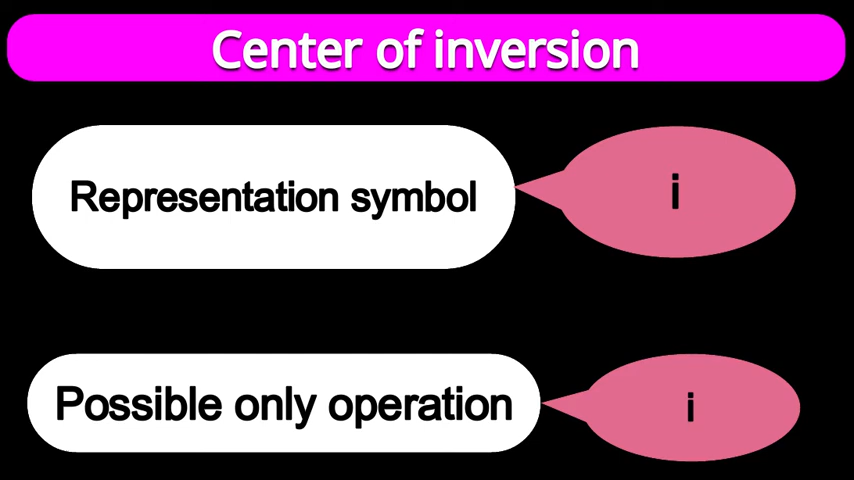 Center of inversion
Representation symbol
i
Possible only operation
i